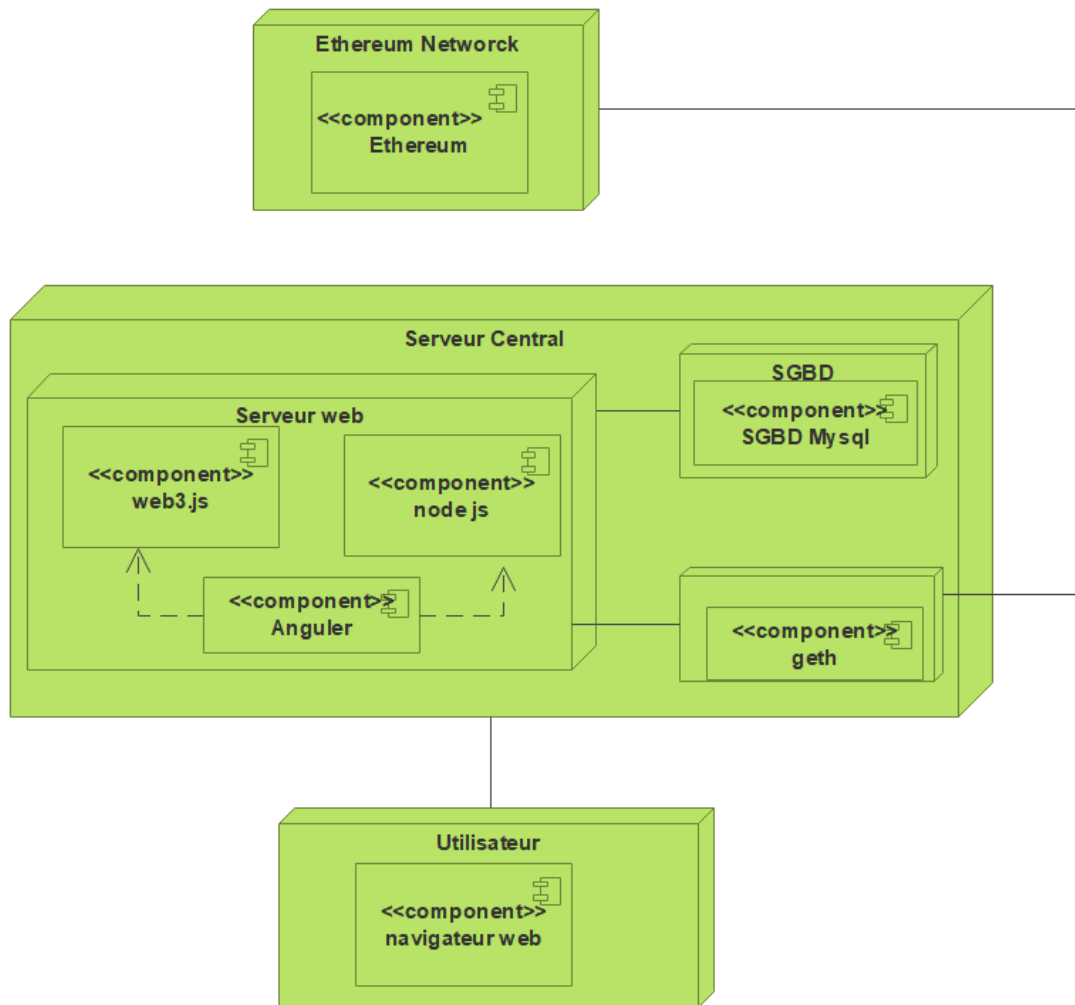 Ethereum Networck
<<component>>
Ethereum
Serveur Central
Serveur web
<<component>>
web3.js
<<component>>
node js
<<component>>
Anguler
SGBD
<<component>>
SGBD Mysql
<<component>>
geth
Utilisateur
<<component>>
navigateur web